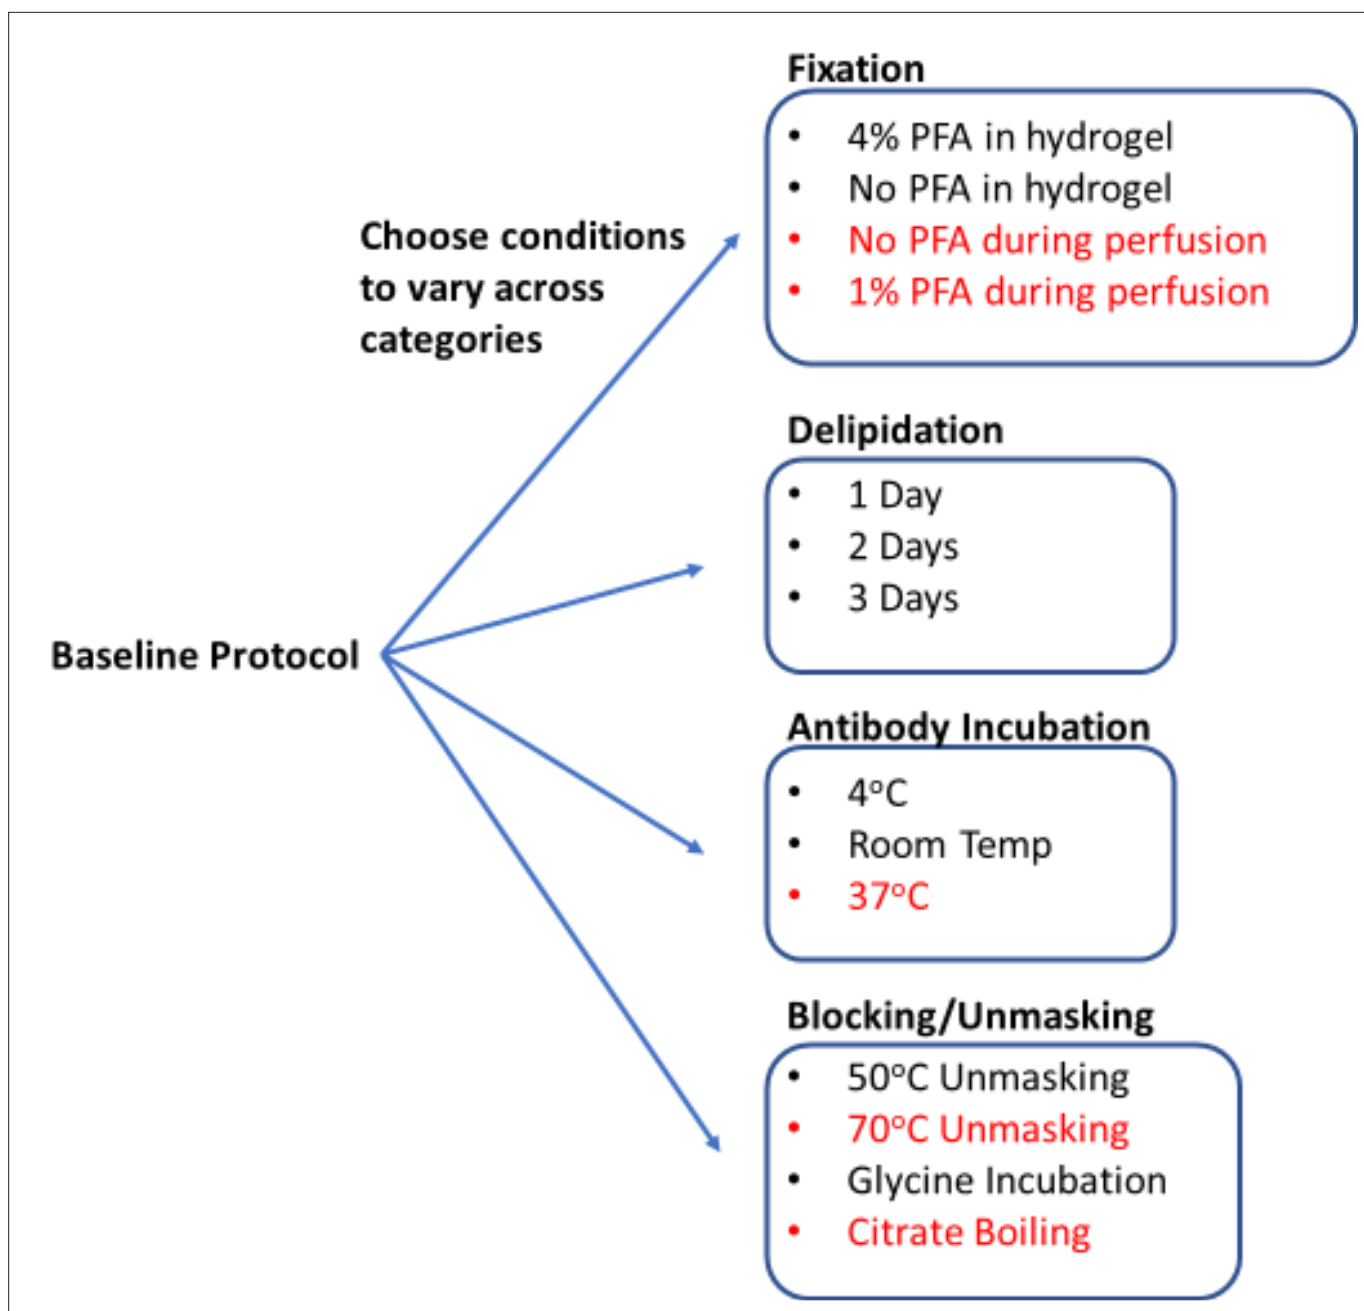 Fixation
• 4% PFA in hydrogel
• No PFA in hydrogel
• No PFA during perfusion
• 1% PFA during perfusion
Choose conditions
to vary across
categories
Delipidation
• 1 Day
• 2 Days
• 3 Days
Baseline Protocol
Antibody Incubation
• 4°C
• Room Temp
• 37°C
Blocking/Unmasking
• 50°C Unmasking
• 70°C Unmasking
• Glycine Incubation
• Citrate Boiling